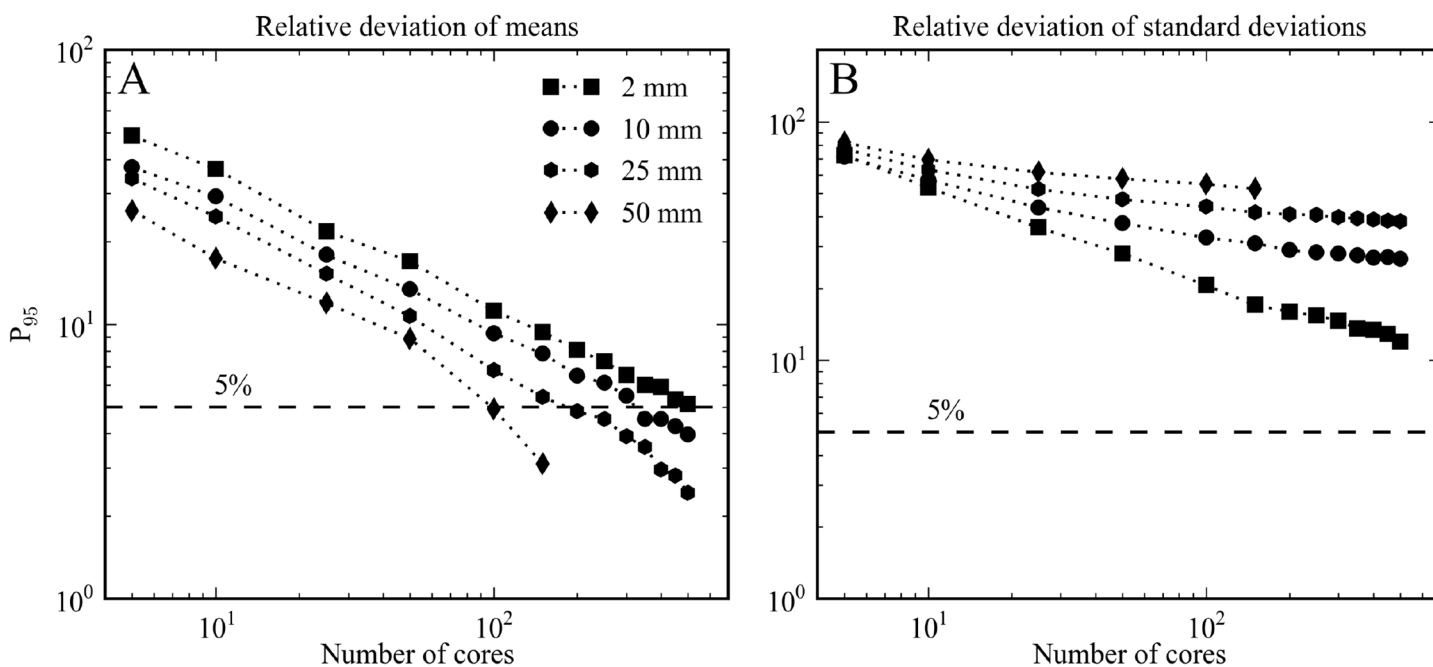 Relative deviation of means
Relative deviation of standard deviations
A
2 mm
10 mm
25 mm
50 mm
5%
P95
10^2
10^1
10^0
10^1
10^2
Number of cores
B
5%
10^2
10^1
10^0
10^1
10^2
Number of cores